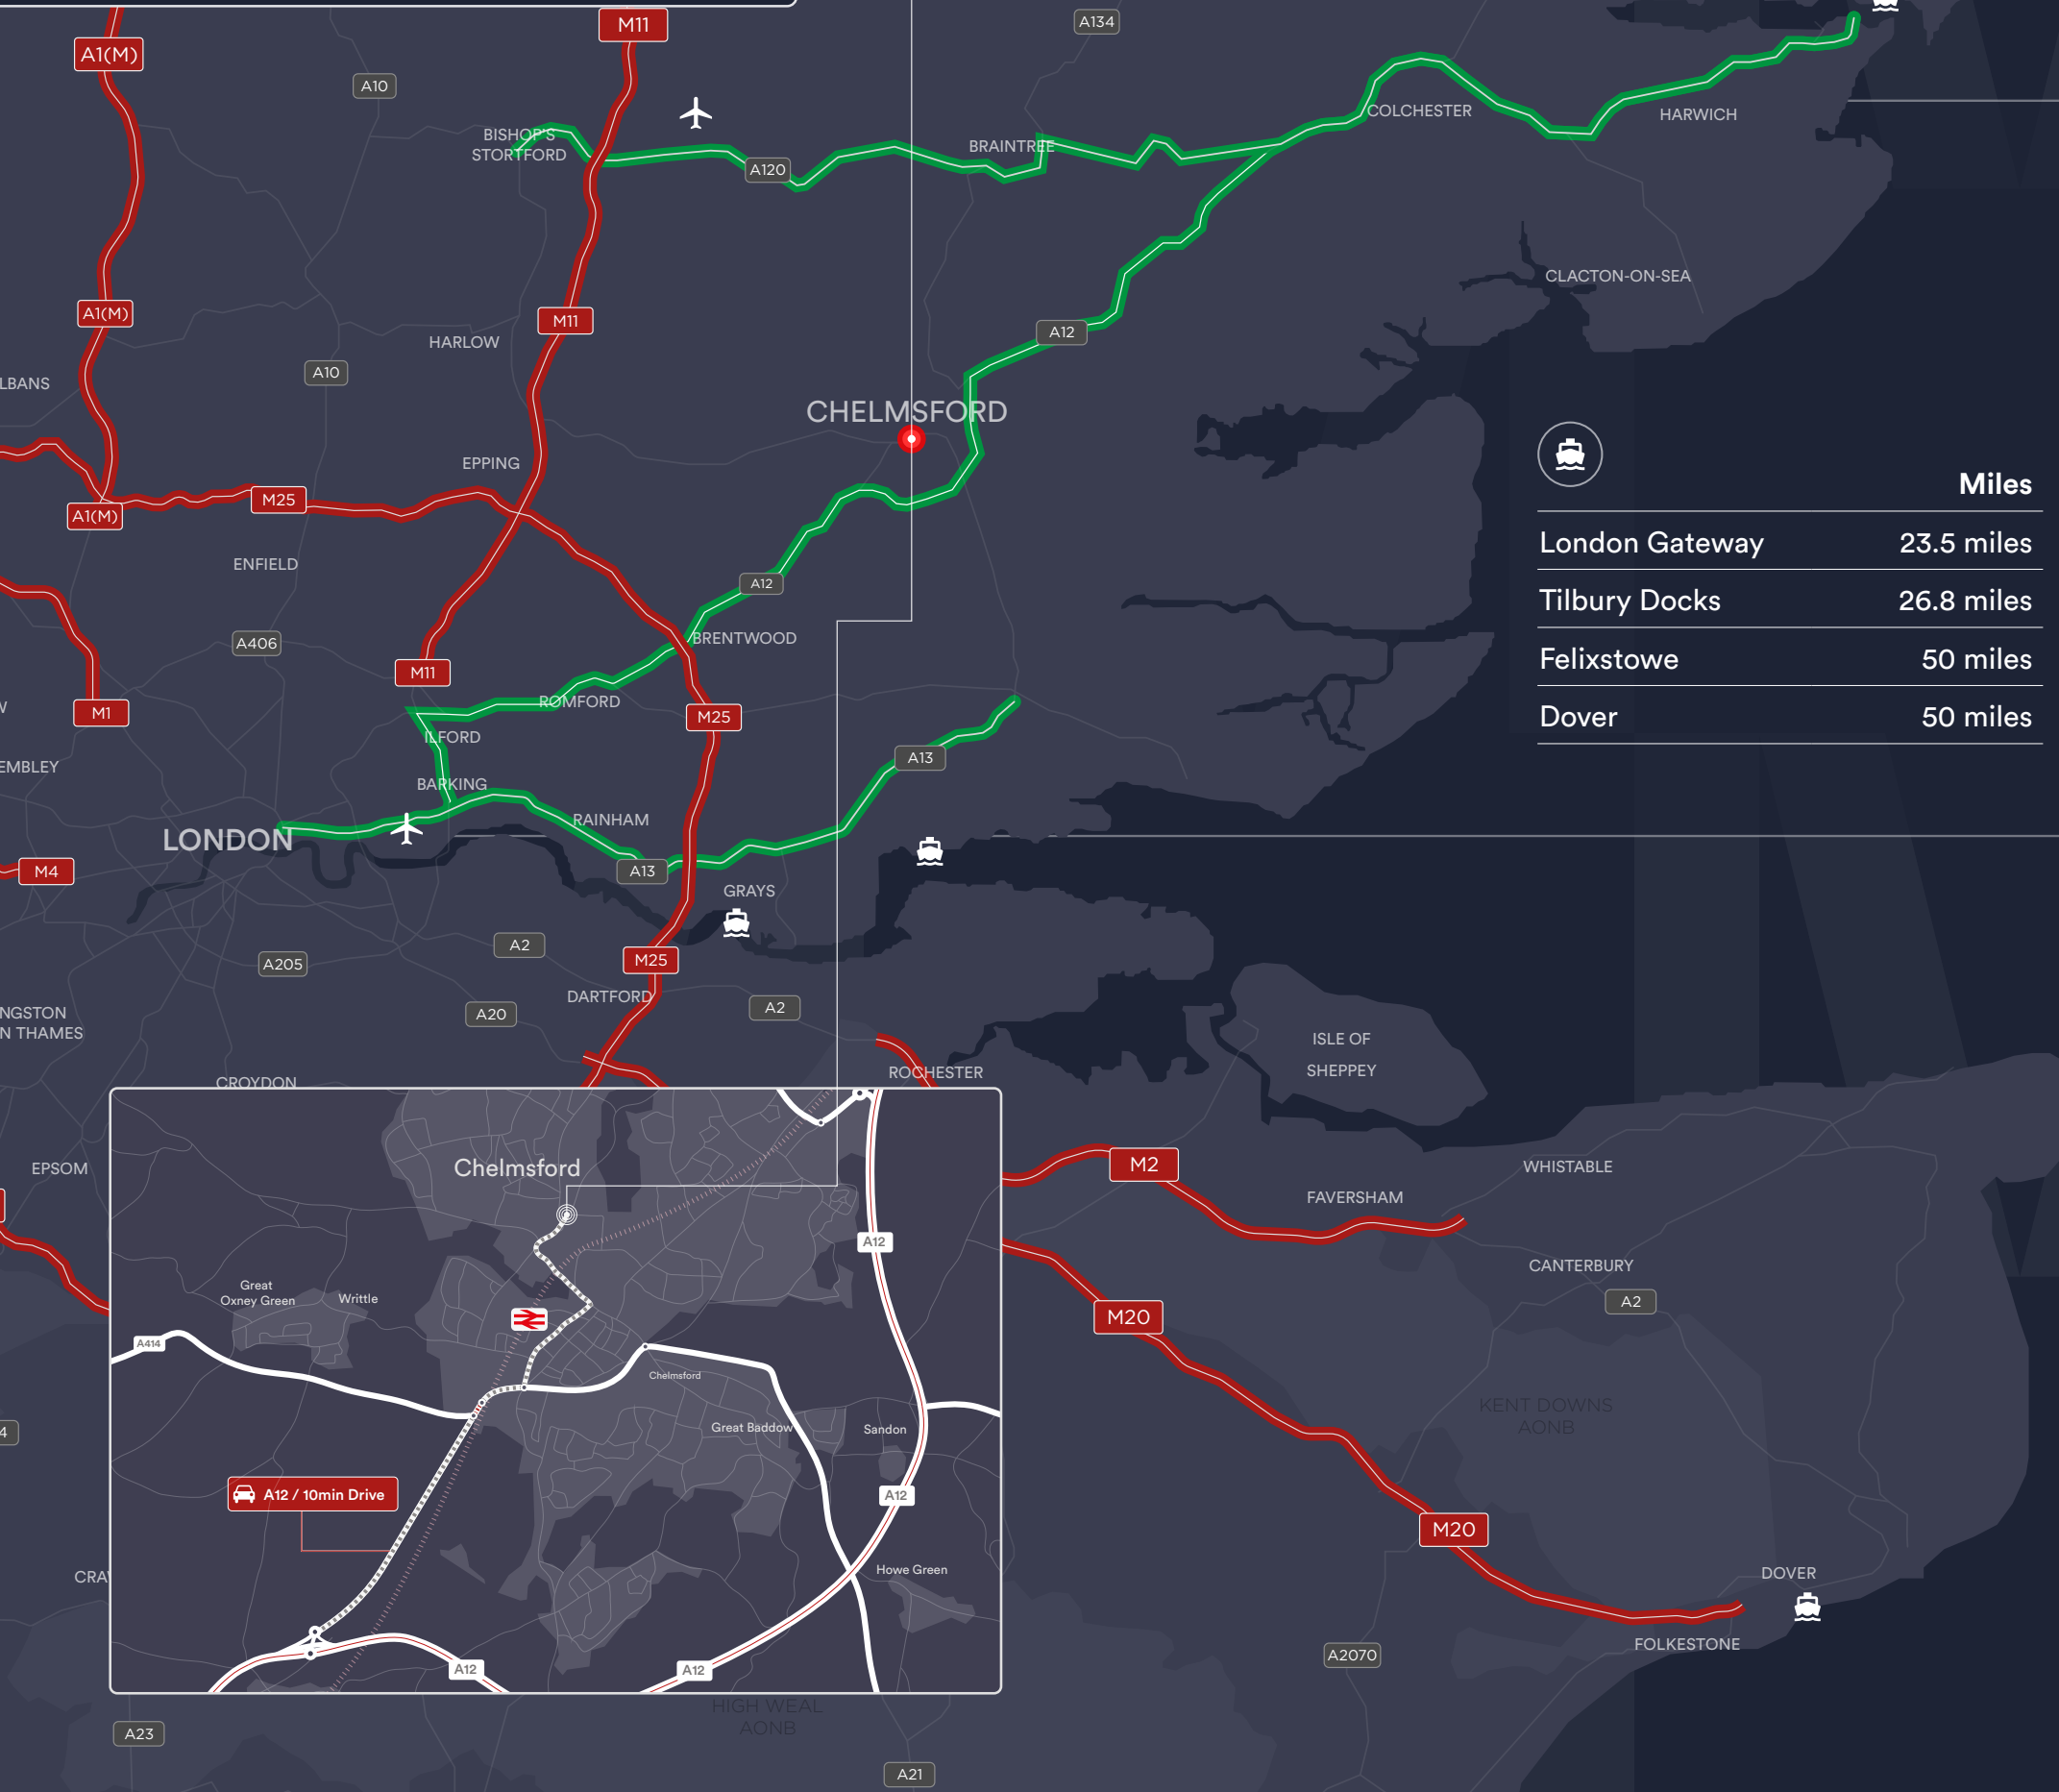 M11
A134
A1(M)
A10
BISHOP'S
STORTFORD
COLCHESTER
HARWICH
BRAINTREE
A120
CLACTON-ON-SEA
A1(M)
M11
A12
HARLOW
A10
LBANS
CHELMSFORD
EPPING
M25
A1(M)
ENFIELD
A12
A406
BRENTWOOD
M11
ROMFORD
M1
M25
ILFORD
A13
EMBLEY
BARKING
RAINHAM
LONDON
M4
A13
GRAYS
A2
M25
A205
DARTFORD
A2
A20
NGSTON
N THAMES
ISLE OF
SHEPPEY
ROCHESTER
CROYDON
Miles
London Gateway 23.5 miles
Tilbury Docks 26.8 miles
Felixstowe 50 miles
Dover 50 miles
EPSOM
M2
WHISTABLE
FAVERSHAM
CANTERBURY
A2
M20
KENT DOWNS
AONB
M20
DOVER
FOLKESTONE
A2070
4
CRA
Chelmsford
A12
Great
Oxney Green
Writtle
A414
Chelmsford
Great Baddow
Sandon
A12 / 10min Drive
A12
Howe Green
A12
A12
HIGH WEAL
AONB
A23
A21